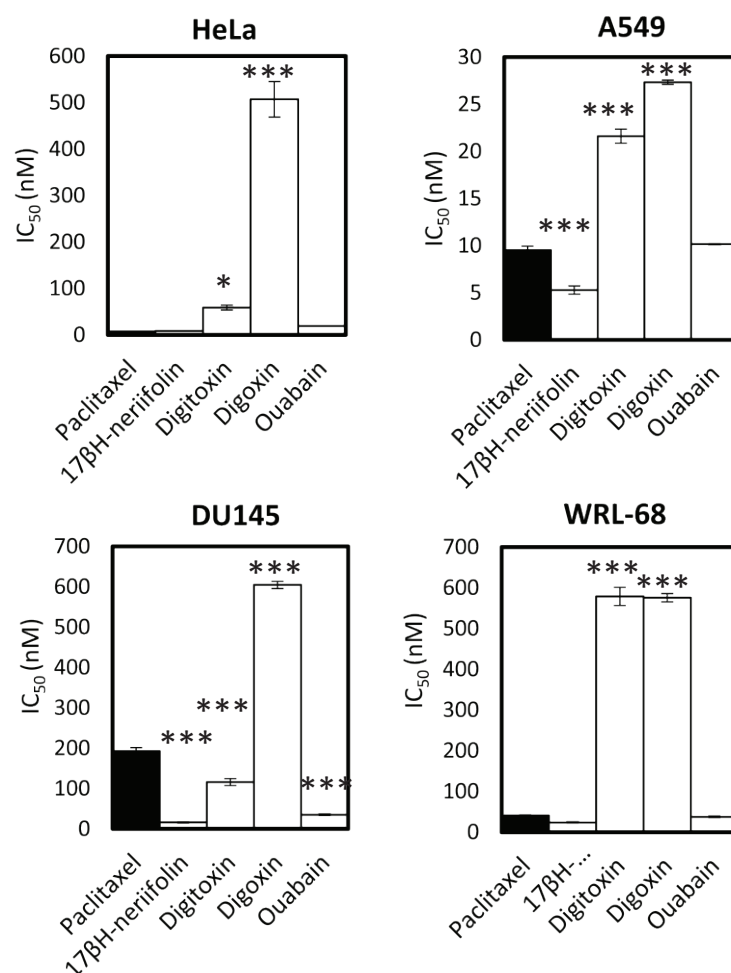 HeLa
IC50 (nM)
600
500
400
300
200
100
0
***
*
Paclitaxel
17βH-neriifolin
Digitoxin
Digoxin
Ouabain
A549
IC50 (nM)
30
25
20
15
10
5
0
***
***
***
Paclitaxel
17βH-neriifolin
Digitoxin
Digoxin
Ouabain
DU145
IC50 (nM)
700
600
500
400
300
200
100
0
***
***
***
***
Paclitaxel
17βH-neriifolin
Digitoxin
Digoxin
Ouabain
WRL-68
IC50 (nM)
700
600
500
400
300
200
100
0
***
***
Paclitaxel
17βH-...
Digitoxin
Digoxin
Ouabain